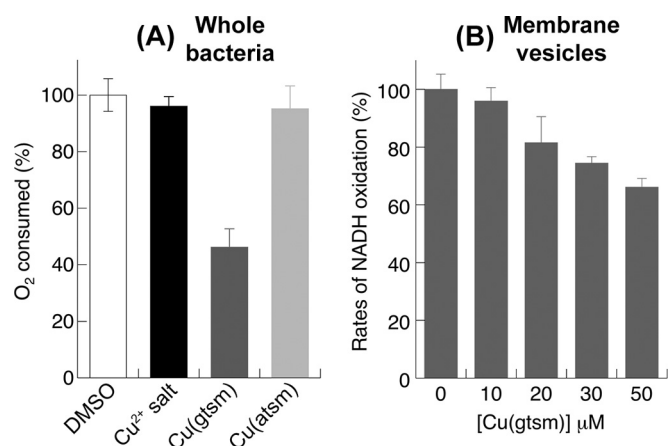 (A) Whole
bacteria
O₂ consumed (%)
100
80
60
40
20
0
DMSO
Cu²⁺ salt
Cu(gtsm)
Cu(atsm)
(B) Membrane
vesicles
Rates of NADH oxidation (%)
100
80
60
40
20
0
0 10 20 30 50
[Cu(gtsm)] μM